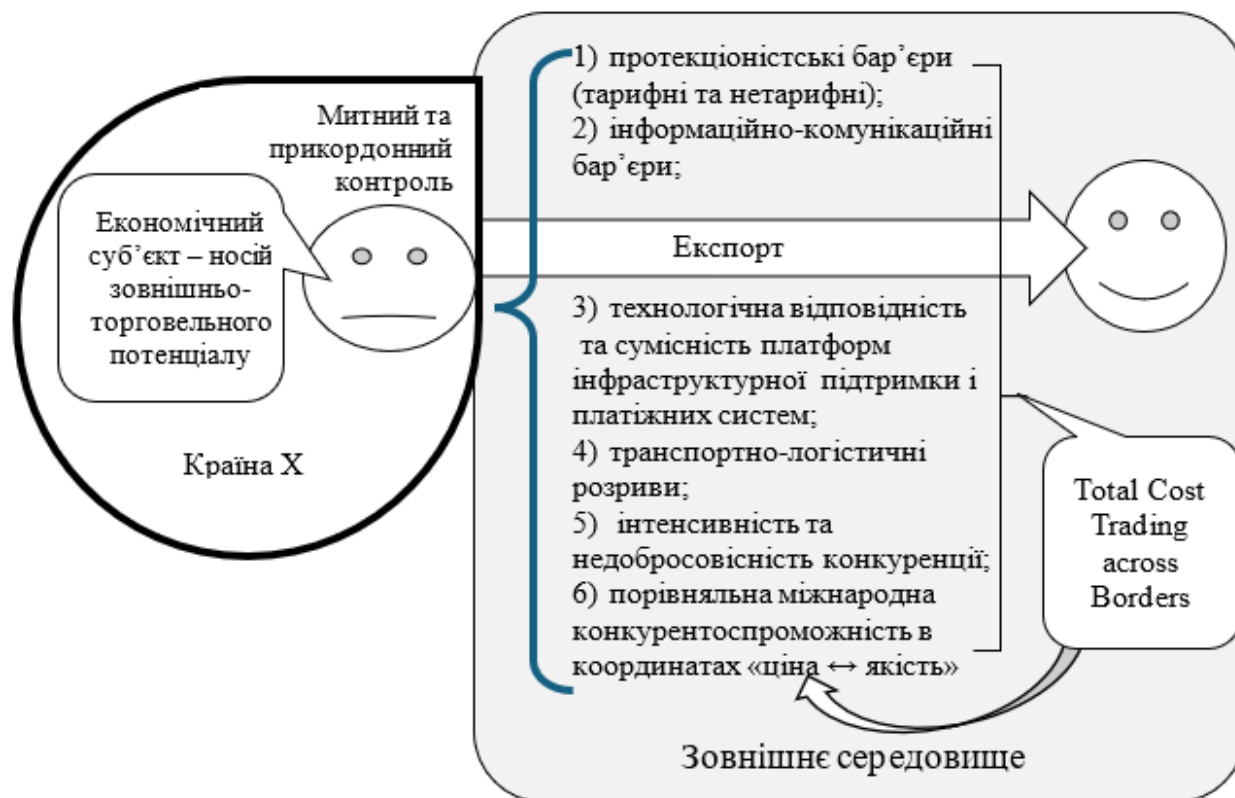 Митний та
прикордонний
контроль
Економічний
суб’єкт – носій
зовнішньо-
торговельного
потенціалу
Країна X
1) протекціоністські бар’єри
(тарифні та нетарифні);
2) інформаційно-комунікаційні
бар’єри;
Експорт
3) технологічна відповідність
та сумісність платформ
інфраструктурної підтримки і
платіжних систем;
4) транспортно-логістичні
розриви;
5) інтенсивність та
недобросовісність конкуренції;
6) порівняльна міжнародна
конкурентоспроможність в
координатах «ціна ↔ якість»
Total Cost
Trading
across
Borders
Зовнішнє середовище